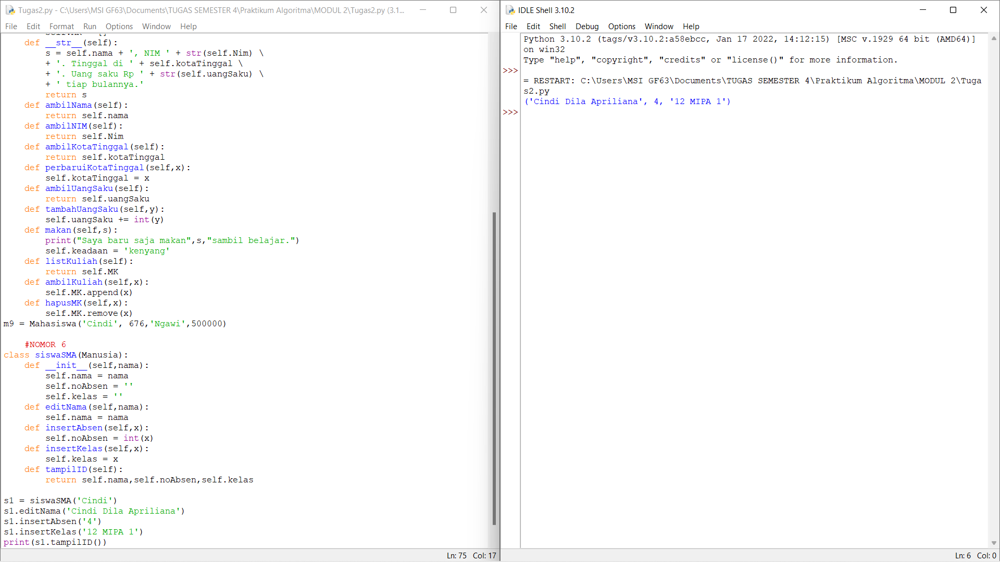 Tugas2.py - C:\Users\MSI GF63\Documents\TUGAS SEMESTER 4\Praktikum Algoritma\MODUL 2\Tugas2.py (3.1...
File Edit Format Run Options Window Help
    def __str__(self):
        s = self.nama + ', NIM ' + str(self.Nim) \
        + '. Tinggal di ' + self.kotaTinggal \
        + '. Uang saku Rp ' + str(self.uangSaku) \
        + ' tiap bulannya.'
        return s
    def ambilNama(self):
        return self.nama
    def ambilNIM(self):
        return self.Nim
    def ambilKotaTinggal(self):
        return self.kotaTinggal
    def perbaruiKotaTinggal(self,x):
        self.kotaTinggal = x
    def ambilUangSaku(self):
        return self.uangSaku
    def tambahUangSaku(self,y):
        self.uangSaku += int(y)
    def makan(self,s):
        print("Saya baru saja makan",s,"sambil belajar.")
        self.keadaan = 'kenyang'
    def listKuliah(self):
        return self.MK
    def ambilKuliah(self,x):
        self.MK.append(x)
    def hapusMK(self,x):
        self.MK.remove(x)
m9 = Mahasiswa('Cindi', 676,'Ngawi',500000)
    #NOMOR 6
class siswaSMA(Manusia):
    def __init__(self,nama):
        self.nama = nama
        self.noAbsen = ''
        self.kelas = ''
    def editNama(self,nama):
        self.nama = nama
    def insertAbsen(self,x):
        self.noAbsen = int(x)
    def insertKelas(self,x):
        self.kelas = x
    def tampilID(self):
        return self.nama,self.noAbsen,self.kelas
s1 = siswaSMA('Cindi')
s1.editNama('Cindi Dila Apriliana')
s1.insertAbsen('4')
s1.insertKelas('12 MIPA 1')
print(s1.tampilID())
Ln: 75 Col: 17
IDLE Shell 3.10.2
File Edit Shell Debug Options Window Help
Python 3.10.2 (tags/v3.10.2:a58ebcc, Jan 17 2022, 14:12:15) [MSC v.1929 64 bit (AMD64)]
on win32
Type "help", "copyright", "credits" or "license()" for more information.
>>>
= RESTART: C:\Users\MSI GF63\Documents\TUGAS SEMESTER 4\Praktikum Algoritma\MODUL 2\Tuga
s2.py
('Cindi Dila Apriliana', 4, '12 MIPA 1')
>>>
Ln: 6 Col: 0